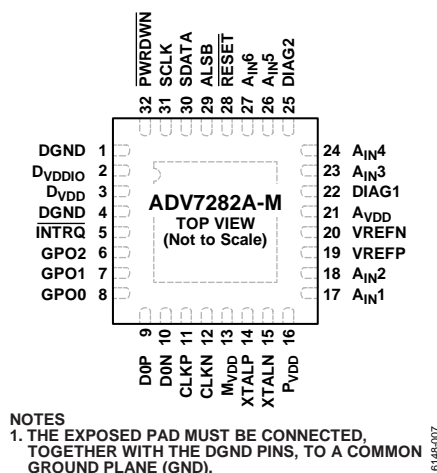 32 PWRDWN
31 SCLK
30 SDATA
29 ALSB
28 RESET
27 AIN6
26 AIN5
25 DIAG2
DGND 1
DVDDIO 2
DVDD 3
DGND 4
INTRQ 5
GPO2 6
GPO1 7
GPO0 8
ADV7282A-M
TOP VIEW
(Not to Scale)
24 AIN4
23 AIN3
22 DIAG1
21 AVDD
20 VREFN
19 VREFP
18 AIN2
17 AIN1
D0P 9
D0N 10
CLKP 11
CLKN 12
MVDD 13
XTALP 14
XTALN 15
PVDD 16
NOTES
1. THE EXPOSED PAD MUST BE CONNECTED,
TOGETHER WITH THE DGND PINS, TO A COMMON
GROUND PLANE (GND).